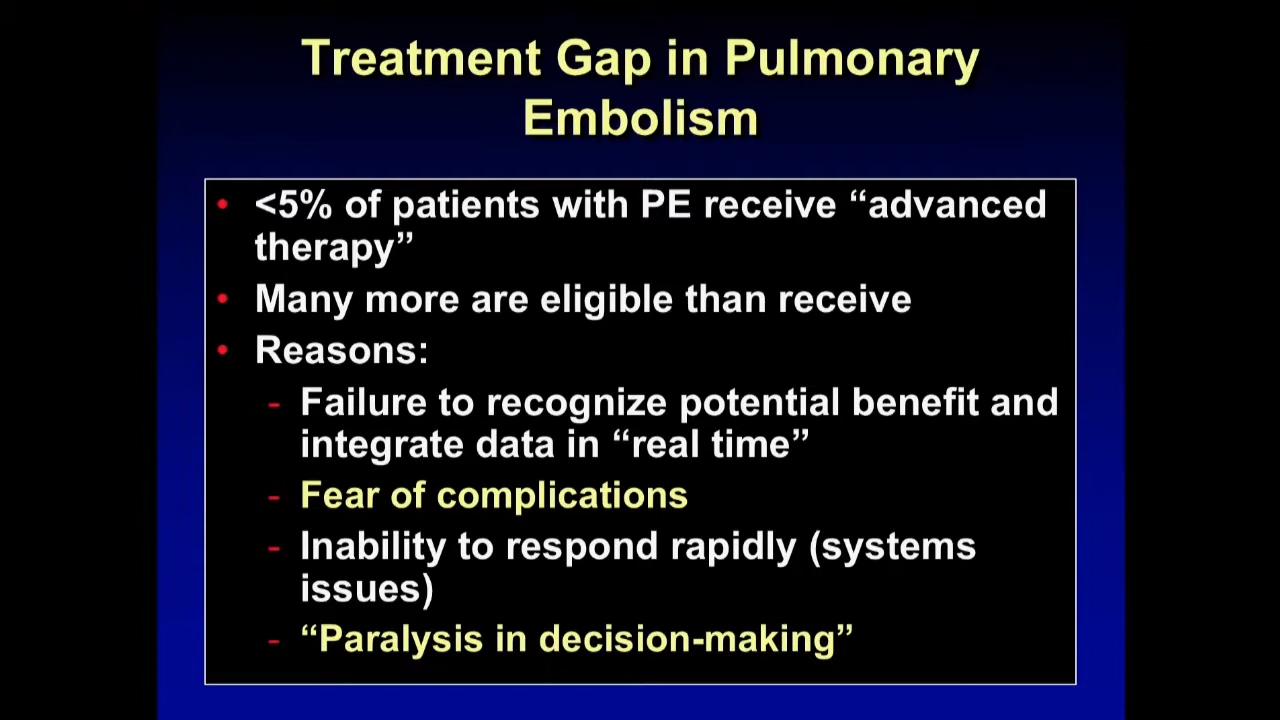 Treatment Gap in Pulmonary
Embolism
• <5% of patients with PE receive “advanced
therapy”
• Many more are eligible than receive
• Reasons:
- Failure to recognize potential benefit and
integrate data in “real time”
- Fear of complications
- Inability to respond rapidly (systems
issues)
- “Paralysis in decision-making”